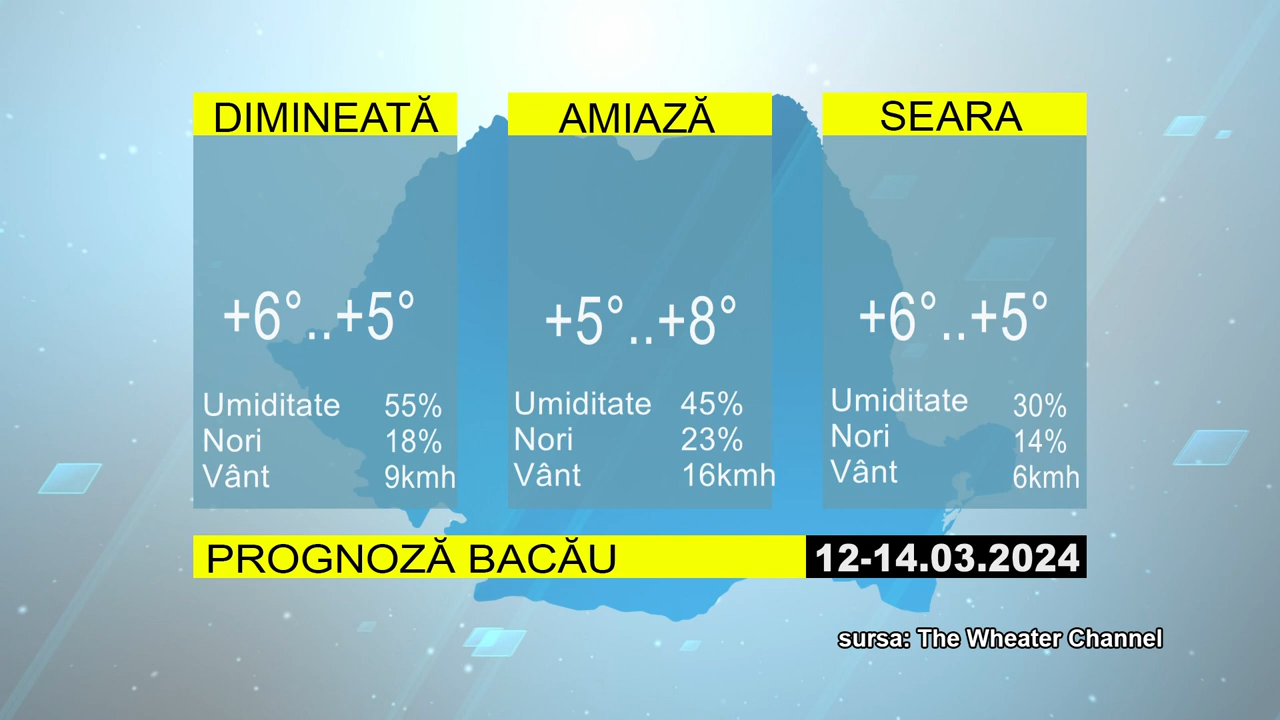 DIMINEATĂ
+6°..+5°
Umiditate 55%
Nori 18%
Vânt 9kmh
AMIAZĂ
+5°..+8°
Umiditate 45%
Nori 23%
Vânt 16kmh
SEARA
+6°..+5°
Umiditate 30%
Nori 14%
Vânt 6kmh
PROGNOZĂ BACĂU 12-14.03.2024
sursa: The Wheater Channel